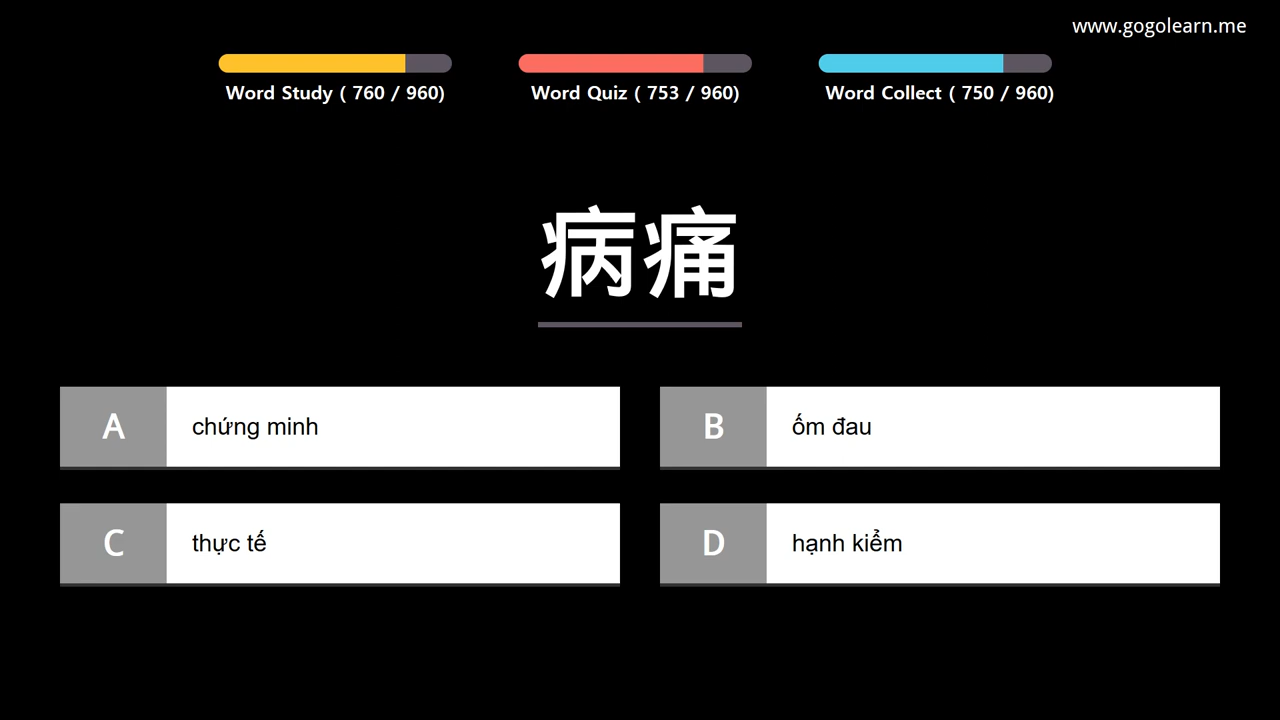 www.gogolearn.me
Word Study ( 760 / 960)
Word Quiz ( 753 / 960)
Word Collect ( 750 / 960)
病痛
A chứng minh
B ốm đau
C thực tế
D hạnh kiểm